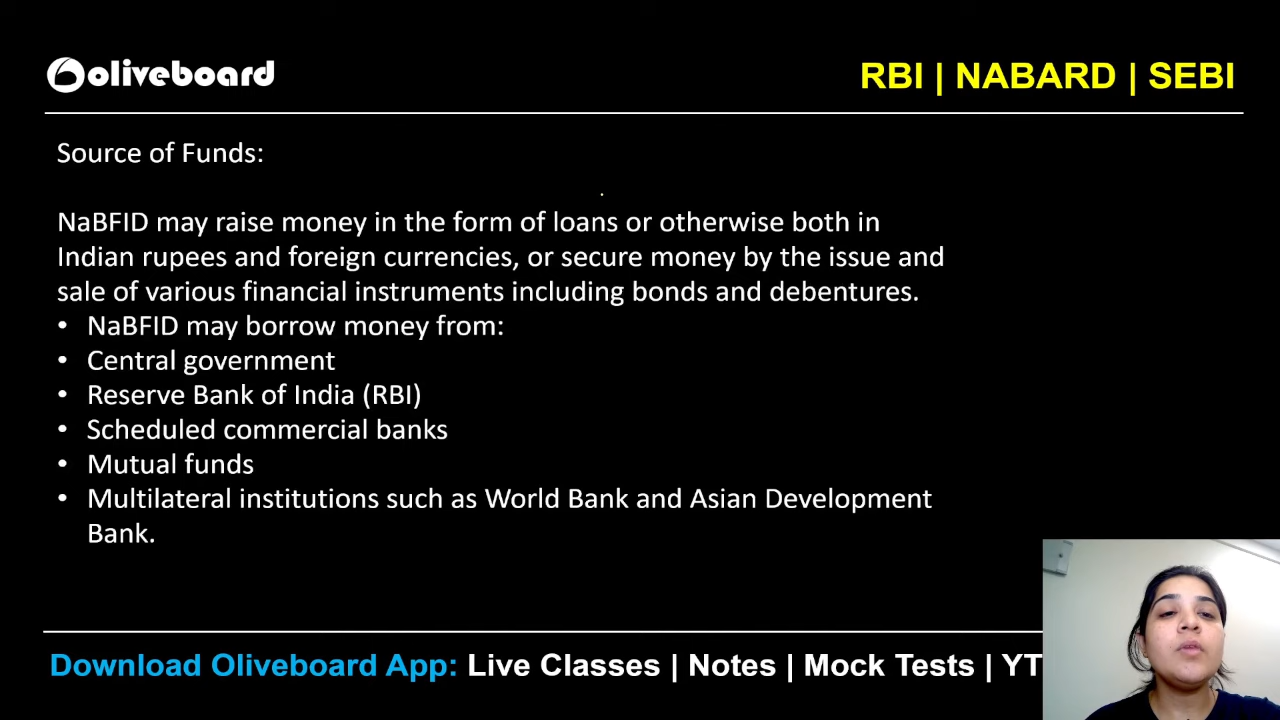 oliveboard
RBI | NABARD | SEBI
Source of Funds:
NaBFID may raise money in the form of loans or otherwise both in
Indian rupees and foreign currencies, or secure money by the issue and
sale of various financial instruments including bonds and debentures.
• NaBFID may borrow money from:
• Central government
• Reserve Bank of India (RBI)
• Scheduled commercial banks
• Mutual funds
• Multilateral institutions such as World Bank and Asian Development
Bank.
Download Oliveboard App: Live Classes | Notes | Mock Tests | YT